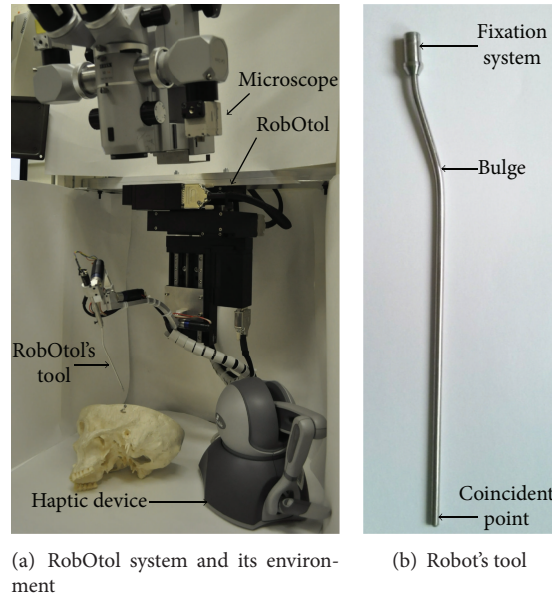 Microscope
RobOtol
RobOtol's
tool
Haptic device
(a) RobOtol system and its environ-
ment
Fixation
system
Bulge
Coincident
point
(b) Robot's tool